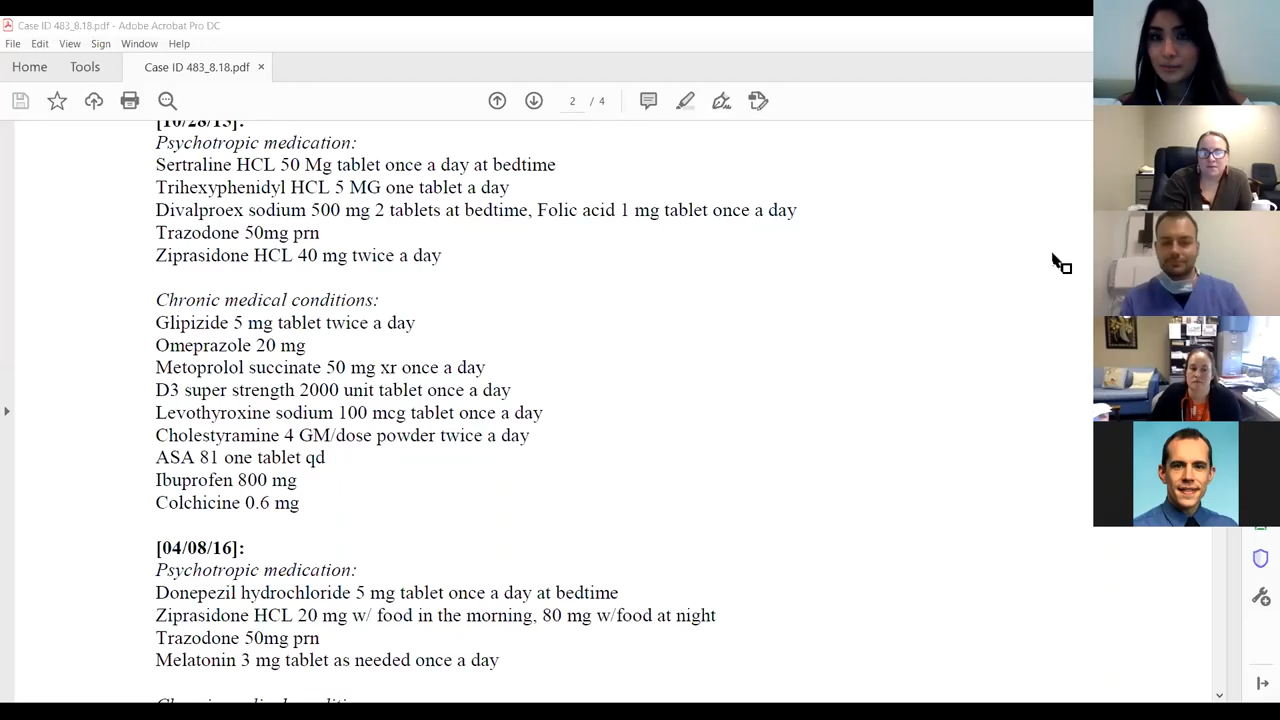 Case ID 483_8.18.pdf - Adobe Acrobat Pro DC
File Edit View Sign Window Help
Home Tools Case ID 483_8.18.pdf ×
2 / 4
[10/28/15]:
Psychotropic medication:
Sertraline HCL 50 Mg tablet once a day at bedtime
Trihexyphenidyl HCL 5 MG one tablet a day
Divalproex sodium 500 mg 2 tablets at bedtime, Folic acid 1 mg tablet once a day
Trazodone 50mg prn
Ziprasidone HCL 40 mg twice a day
Chronic medical conditions:
Glipizide 5 mg tablet twice a day
Omeprazole 20 mg
Metoprolol succinate 50 mg xr once a day
D3 super strength 2000 unit tablet once a day
Levothyroxine sodium 100 mcg tablet once a day
Cholestyramine 4 GM/dose powder twice a day
ASA 81 one tablet qd
Ibuprofen 800 mg
Colchicine 0.6 mg
[04/08/16]:
Psychotropic medication:
Donepezil hydrochloride 5 mg tablet once a day at bedtime
Ziprasidone HCL 20 mg w/ food in the morning, 80 mg w/food at night
Trazodone 50mg prn
Melatonin 3 mg tablet as needed once a day